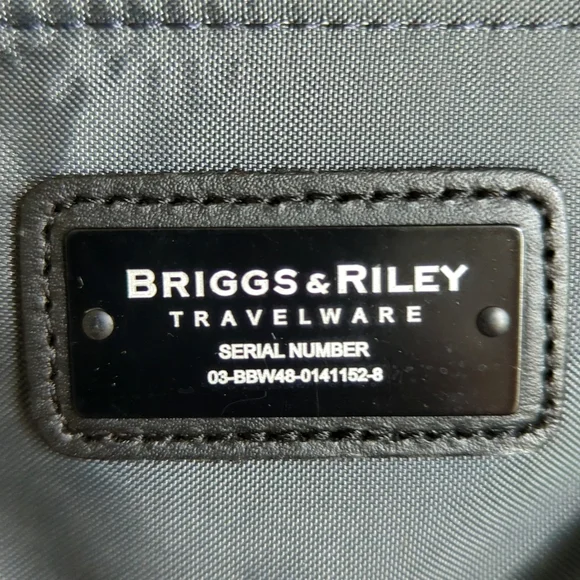 BRIGGS & RILEY
TRAVELWARE
SERIAL NUMBER
03-BBW48-0141152-8